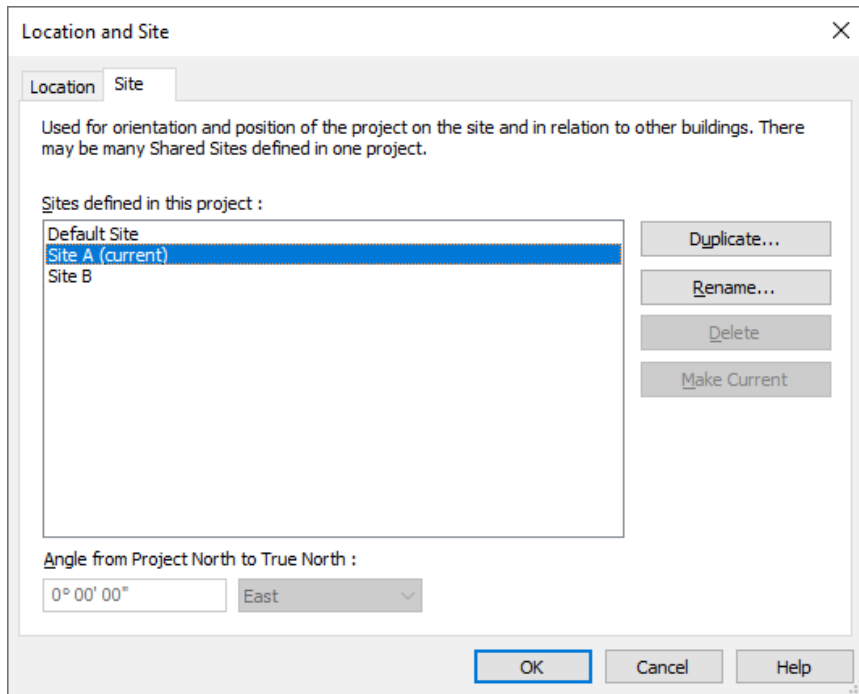 Location and Site
Location
Site
Used for orientation and position of the project on the site and in relation to other buildings. There
may be many Shared Sites defined in one project.
Sites defined in this project :
Default Site
Site A (current)
Site B
Duplicate...
Rename...
Delete
Make Current
Angle from Project North to True North :
0° 00' 00"
East
OK
Cancel
Help